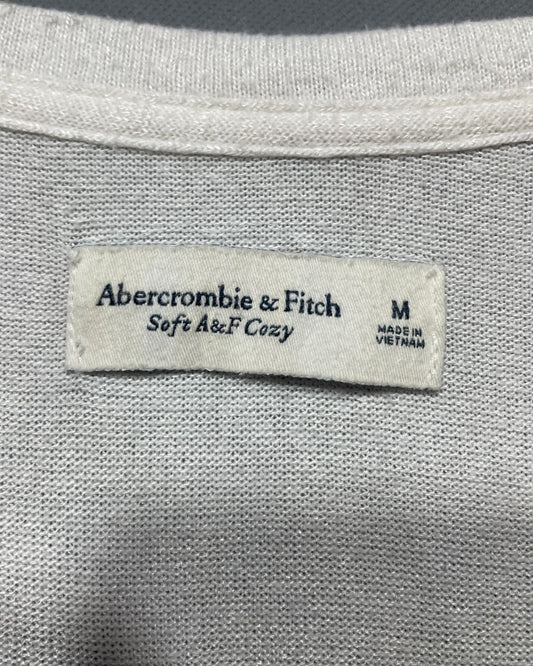 Abercrombie & Fitch
Soft A&F Cozy
M
MADE IN
VIETNAM